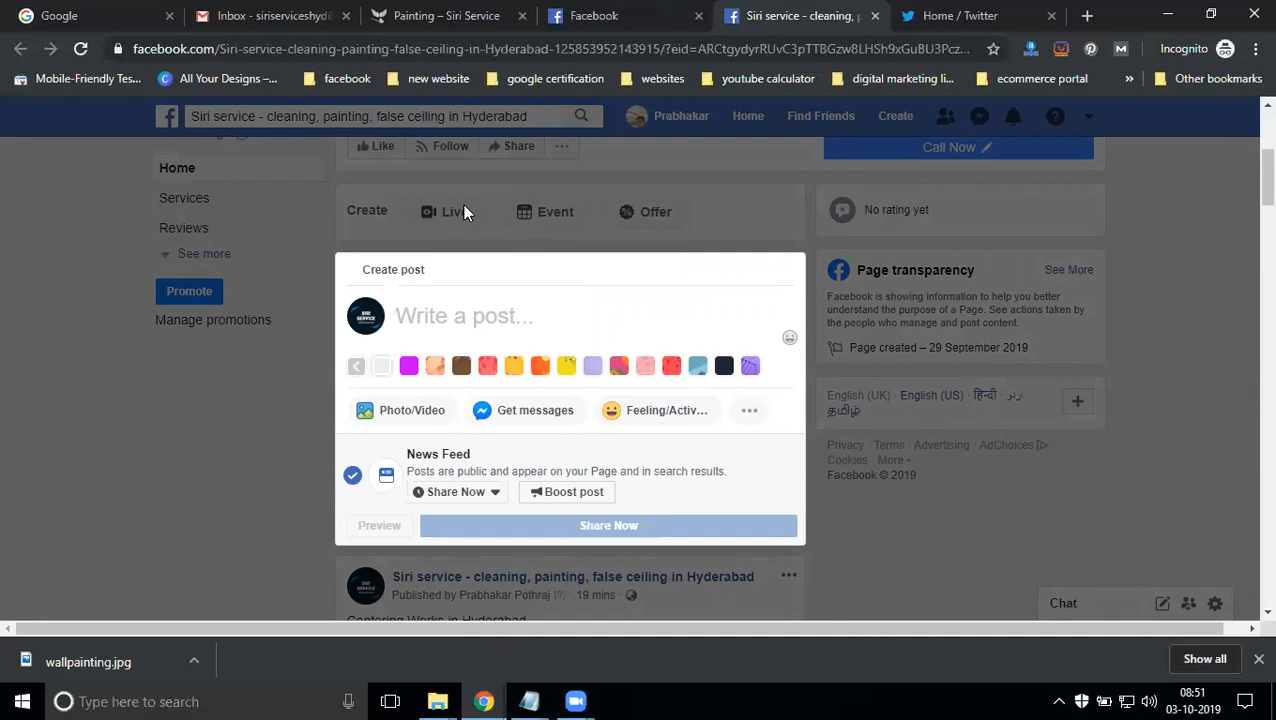 Google
Inbox - siriserviceshyd
Painting – Siri Service
Facebook
Siri service - cleaning, p
Home / Twitter
facebook.com/Siri-service-cleaning-painting-false-ceiling-in-Hyderabad-125853952143915/?eid=ARCtgydyrRUvC3pTTBGzw8LHSh9xGuBU3Pczc...
Incognito
Mobile-Friendly Tes...
All Your Designs –...
facebook
new website
google certification
websites
youtube calculator
digital marketing li...
ecommerce portal
»
Other bookmarks
Siri service - cleaning, painting, false ceiling in Hyderabad
Prabhakar
Home
Find Friends
Create
Home
Services
Reviews
See more
Promote
Manage promotions
Like
Follow
Share
...
Call Now
Create
Live
Event
Offer
No rating yet
Create post
SIRI SERVICE
Write a post...
Photo/Video
Get messages
Feeling/Activ...
...
News Feed
Posts are public and appear on your Page and in search results.
Share Now
Boost post
Preview
Share Now
Page transparency
See More
Facebook is showing information to help you better
understand the purpose of a Page. See actions taken by
the people who manage and post content.
Page created – 29 September 2019
English (UK) · English (US) · हिन्दी · اردو ·
தமிழ்
Privacy · Terms · Advertising · AdChoices
Cookies · More
Facebook © 2019
Siri service - cleaning, painting, false ceiling in Hyderabad
...
Published by Prabhakar Pothraj [?] · 19 mins ·
Centering Works in Hyderabad
Chat
wallpainting.jpg
Show all
Type here to search
08:51
03-10-2019